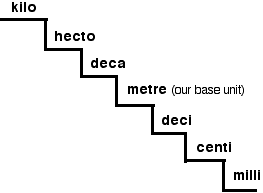 kilo
hecto
deca
metre (our base unit)
deci
centi
milli